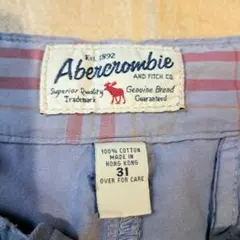 EST. 1892
Abercrombie
AND FITCH CO.
Superior Quality Genuine Brand
Trademark Guaranteed
100% COTTON
MADE IN
HONG KONG
31
OVER FOR CARE